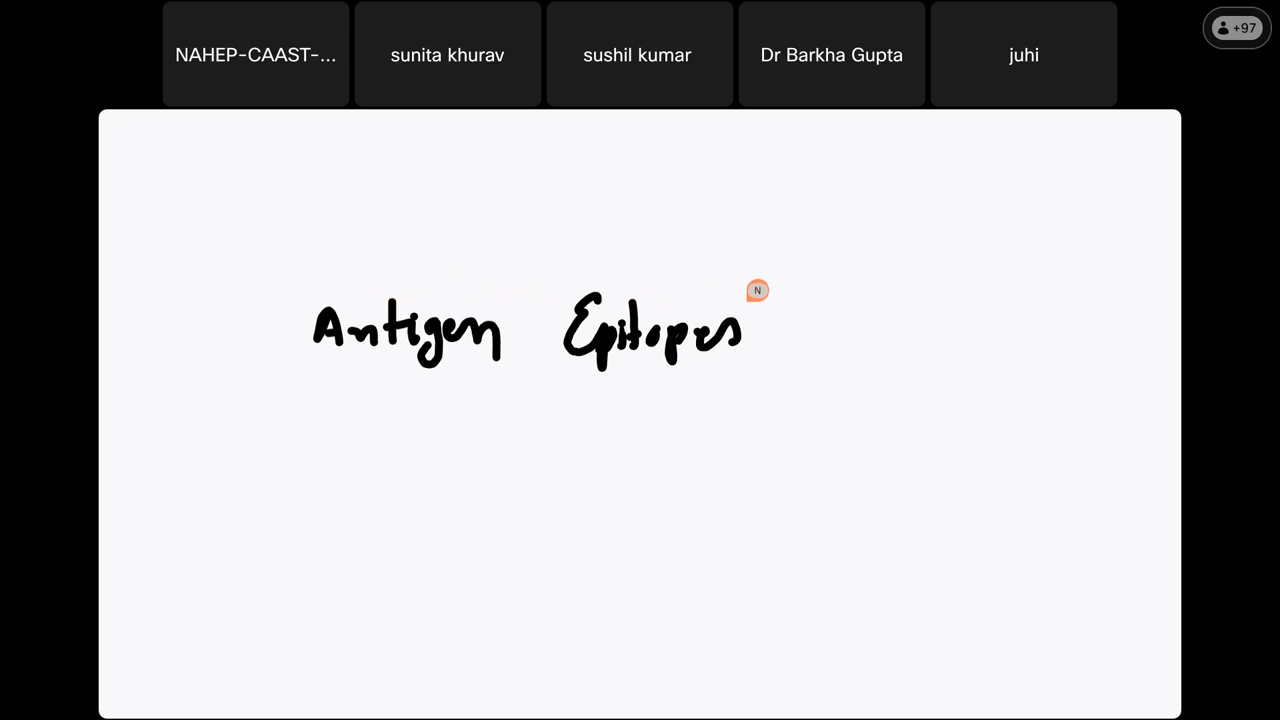 NAHEP-CAAST-... sunita khurav sushil kumar Dr Barkha Gupta juhi +97
N
Antigen Epitopes